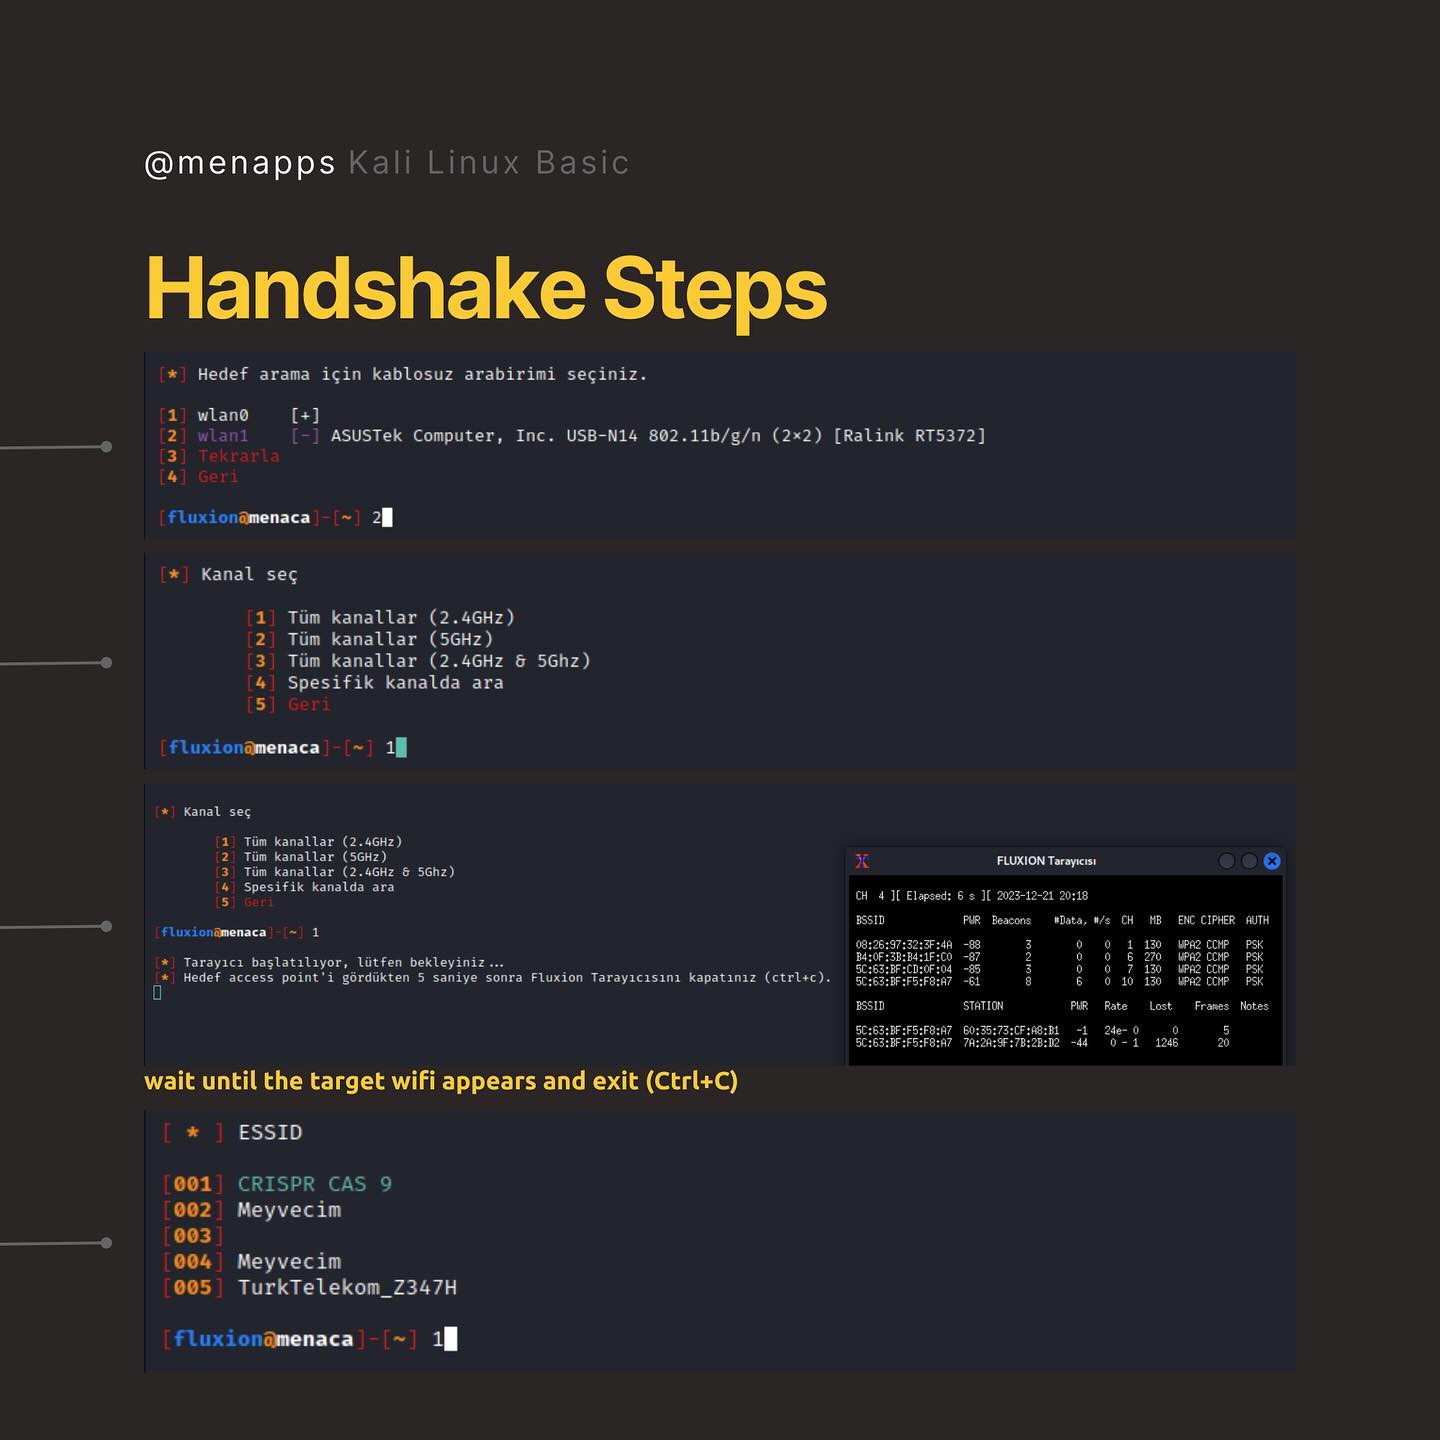 @menapps Kali Linux Basic
Handshake Steps
[*] Hedef arama için kablosuz arabirimi seçiniz.
[1] wlan0 [+]
[2] wlan1 [-] ASUSTek Computer, Inc. USB-N14 802.11b/g/n (2×2) [Ralink RT5372]
[3] Tekrarla
[4] Geri
[fluxion@menaca]-[~] 2
[*] Kanal seç
[1] Tüm kanallar (2.4GHz)
[2] Tüm kanallar (5GHz)
[3] Tüm kanallar (2.4GHz & 5Ghz)
[4] Spesifik kanalda ara
[5] Geri
[fluxion@menaca]-[~] 1
[*] Kanal seç
[1] Tüm kanallar (2.4GHz)
[2] Tüm kanallar (5GHz)
[3] Tüm kanallar (2.4GHz & 5Ghz)
[4] Spesifik kanalda ara
[5] Geri
[fluxion@menaca]-[~] 1
[*] Tarayıcı başlatılıyor, lütfen bekleyiniz...
[*] Hedef access point'i gördükten 5 saniye sonra Fluxion Tarayıcısını kapatınız (ctrl+c).
FLUXION Tarayıcısı
CH 4 ][ Elapsed: 6 s ][ 2023-12-21 20:18
BSSID PWR Beacons #Data, #/s CH MB ENC CIPHER AUTH
08:26:97:32:3F:4A -88 3 0 0 1 130 WPA2 CCMP PSK
B4:0F:3B:B4:1F:C0 -87 2 0 0 6 270 WPA2 CCMP PSK
5C:63:BF:CD:0F:04 -85 3 0 0 7 130 WPA2 CCMP PSK
5C:63:BF:F5:F8:A7 -61 8 6 0 10 130 WPA2 CCMP PSK
BSSID STATION PWR Rate Lost Frames Notes
5C:63:BF:F5:F8:A7 60:35:73:CF:A8:B1 -1 24e- 0 0 5
5C:63:BF:F5:F8:A7 7A:2A:9F:7B:2B:D2 -44 0 - 1 1246 20
wait until the target wifi appears and exit (Ctrl+C)
[ * ] ESSID
[001] CRISPR CAS 9
[002] Meyvecim
[003]
[004] Meyvecim
[005] TurkTelekom_Z347H
[fluxion@menaca]-[~] 1